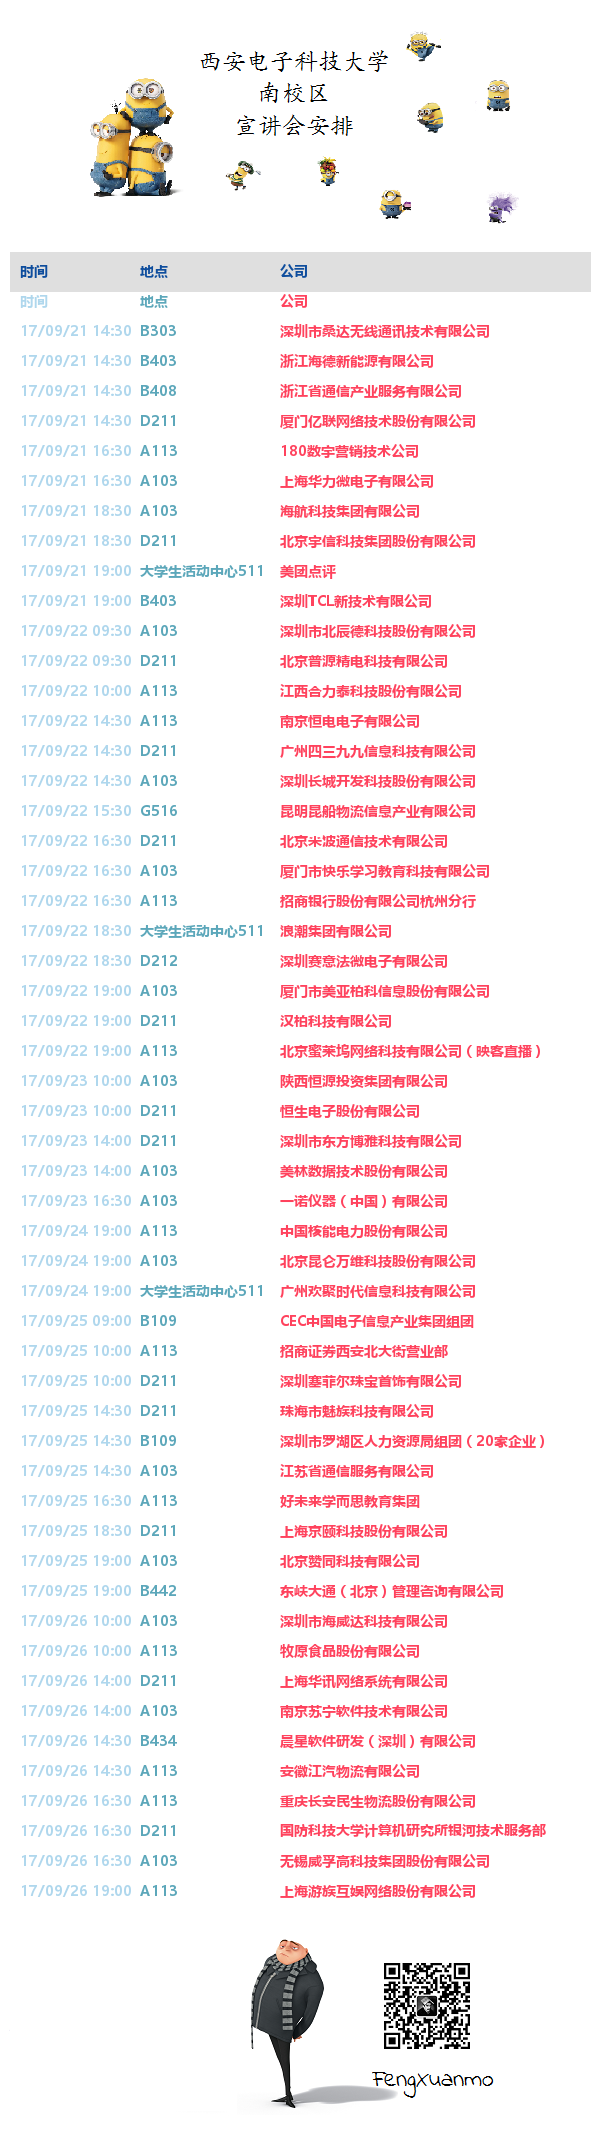 西安电子科技大学
南校区
宣讲会安排
时间 地点 公司
时间 地点 公司
17/09/21 14:30 B303 深圳市桑达无线通讯技术有限公司
17/09/21 14:30 B403 浙江海德新能源有限公司
17/09/21 14:30 B408 浙江省通信产业服务有限公司
17/09/21 14:30 D211 厦门亿联网络技术股份有限公司
17/09/21 16:30 A113 180数字营销技术公司
17/09/21 16:30 A103 上海华力微电子有限公司
17/09/21 18:30 A103 海航科技集团有限公司
17/09/21 18:30 D211 北京宇信科技集团股份有限公司
17/09/21 19:00 大学生活动中心511 美团点评
17/09/21 19:00 B403 深圳TCL新技术有限公司
17/09/22 09:30 A103 深圳市北辰德科技股份有限公司
17/09/22 09:30 D211 北京普源精电科技有限公司
17/09/22 10:00 A113 江西合力泰科技股份有限公司
17/09/22 14:30 A113 南京恒电电子有限公司
17/09/22 14:30 D211 广州四三九九信息科技有限公司
17/09/22 14:30 A103 深圳长城开发科技股份有限公司
17/09/22 15:30 G516 昆明昆船物流信息产业有限公司
17/09/22 16:30 D211 北京米波通信技术有限公司
17/09/22 16:30 A103 厦门市快乐学习教育科技有限公司
17/09/22 16:30 A113 招商银行股份有限公司杭州分行
17/09/22 18:30 大学生活动中心511 浪潮集团有限公司
17/09/22 18:30 D212 深圳赛意法微电子有限公司
17/09/22 19:00 A103 厦门市美亚柏科信息股份有限公司
17/09/22 19:00 D211 汉柏科技有限公司
17/09/22 19:00 A113 北京蜜莱坞网络科技有限公司（映客直播）
17/09/23 10:00 A103 陕西恒源投资集团有限公司
17/09/23 10:00 D211 恒生电子股份有限公司
17/09/23 14:00 D211 深圳市东方博雅科技有限公司
17/09/23 14:00 A103 美林数据技术股份有限公司
17/09/23 16:30 A103 一诺仪器（中国）有限公司
17/09/24 19:00 A113 中国核能电力股份有限公司
17/09/24 19:00 A103 北京昆仑万维科技股份有限公司
17/09/24 19:00 大学生活动中心511 广州欢聚时代信息科技有限公司
17/09/25 09:00 B109 CEC中国电子信息产业集团组团
17/09/25 10:00 A113 招商证券西安北大街营业部
17/09/25 10:00 D211 深圳塞菲尔珠宝首饰有限公司
17/09/25 14:30 D211 珠海市魅族科技有限公司
17/09/25 14:30 B109 深圳市罗湖区人力资源局组团（20家企业）
17/09/25 14:30 A103 江苏省通信服务有限公司
17/09/25 16:30 A113 好未来学而思教育集团
17/09/25 18:30 D211 上海京颐科技股份有限公司
17/09/25 19:00 A103 北京赞同科技有限公司
17/09/25 19:00 B442 东峡大通（北京）管理咨询有限公司
17/09/26 10:00 A103 深圳市海威达科技有限公司
17/09/26 10:00 A113 牧原食品股份有限公司
17/09/26 14:00 D211 上海华讯网络系统有限公司
17/09/26 14:00 A103 南京苏宁软件技术有限公司
17/09/26 14:30 B434 晨星软件研发（深圳）有限公司
17/09/26 14:30 A113 安徽江汽物流有限公司
17/09/26 16:30 A113 重庆长安民生物流股份有限公司
17/09/26 16:30 D211 国防科技大学计算机研究所银河技术服务部
17/09/26 16:30 A103 无锡威孚高科技集团股份有限公司
17/09/26 19:00 A113 上海游族互娱网络股份有限公司
FengXuanmo